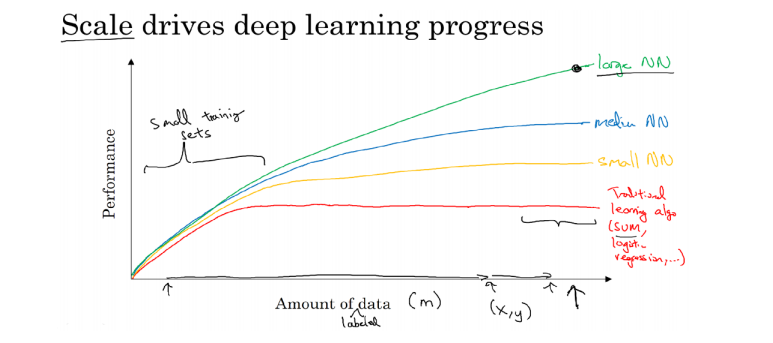 Scale drives deep learning progress
large NN
small training
sets
medium NN
Performance
small NN
Traditional
learning algo
(SVM,
logistic
regression,...)
Amount of data (m)
labeled
(x,y)